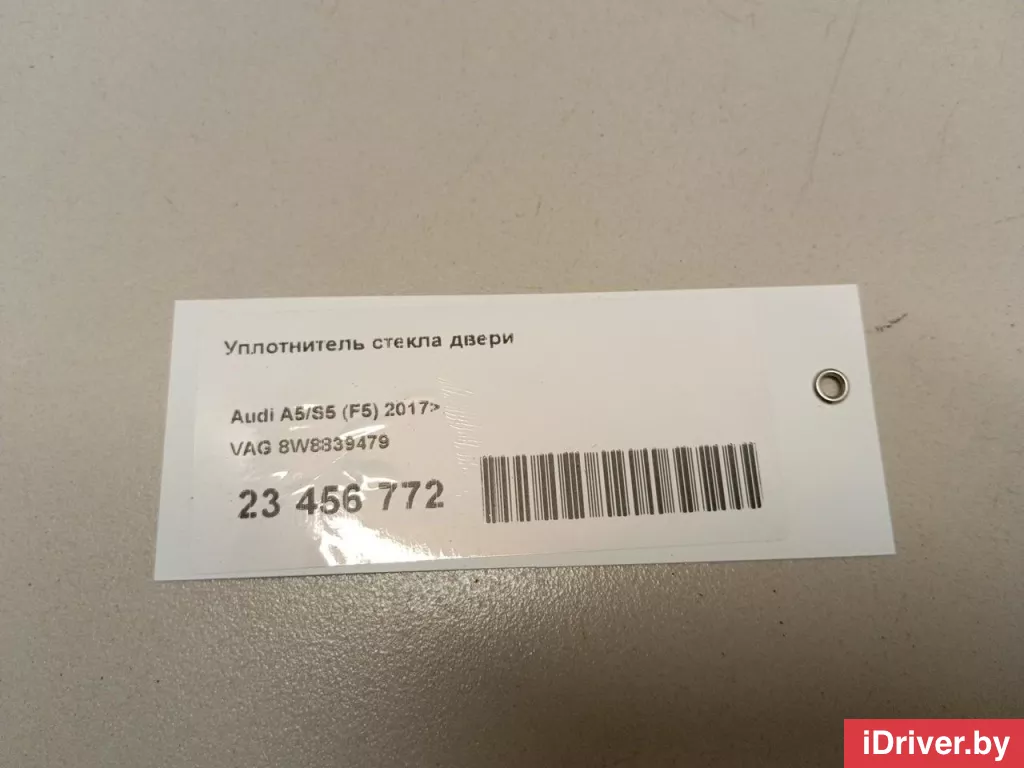 Уплотнитель стекла двери
Audi A5/S5 (F5) 2017>
VAG 8W8839479
23 456 772
iDriver.by